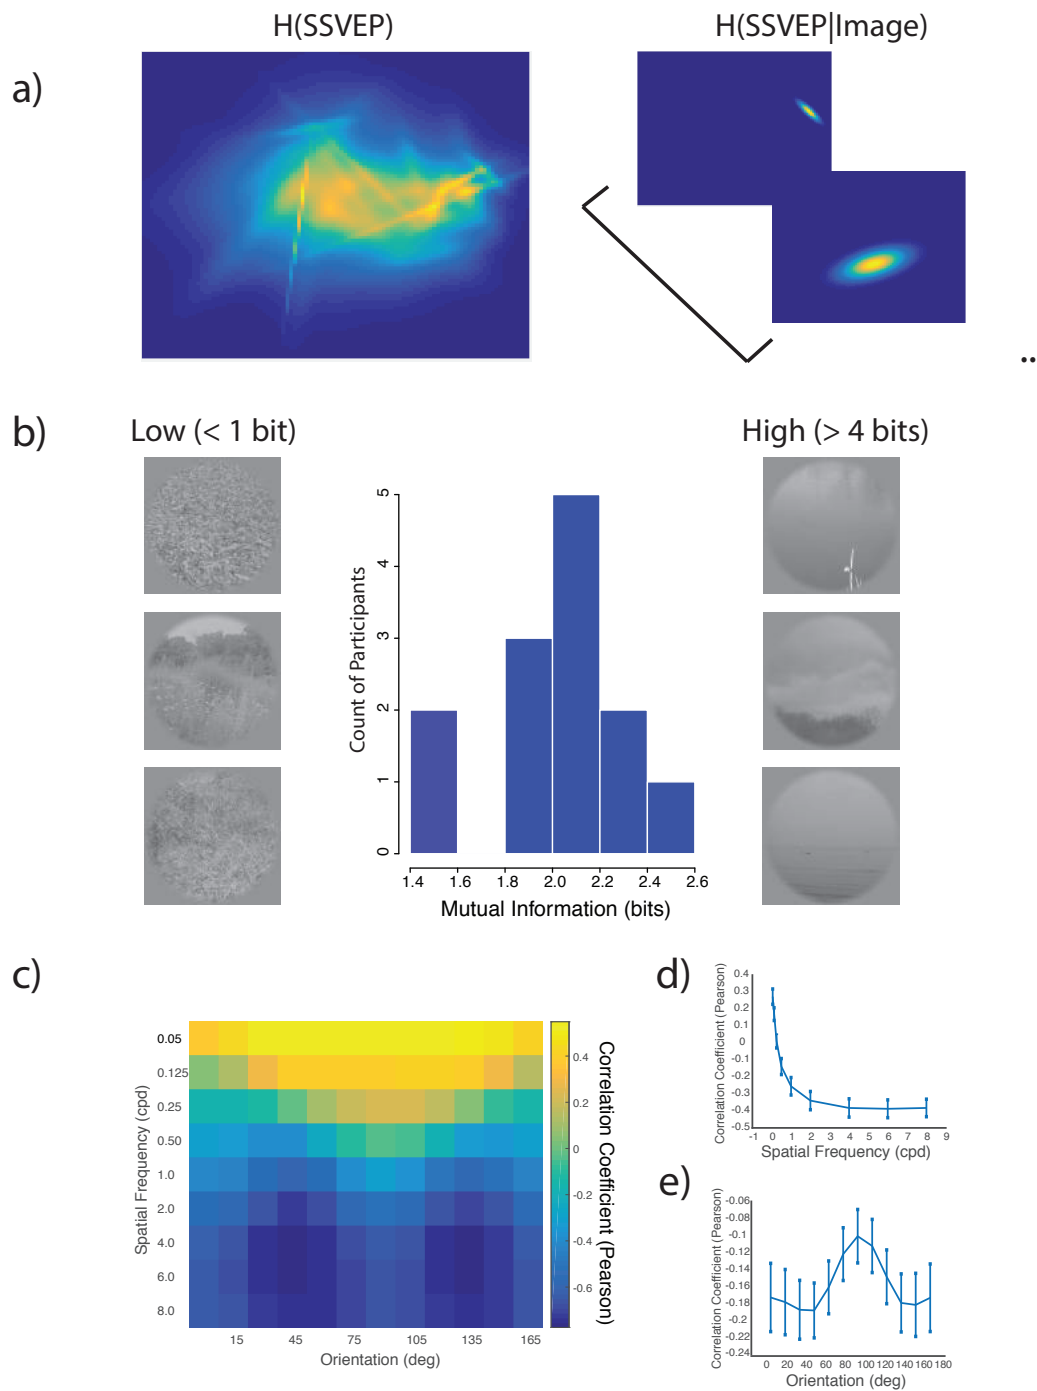 H(SSVEP)
H(SSVEP|Image)
a)
..
b)
Low (< 1 bit)
High (> 4 bits)
Count of Participants
5
4
3
2
1
0
1.4 1.6 1.8 2.0 2.2 2.4 2.6
Mutual Information (bits)
c)
Spatial Frequency (cpd)
0.05
0.125
0.25
0.50
1.0
2.0
4.0
6.0
8.0
15 45 75 105 135 165
Orientation (deg)
0.4
0.2
0
-0.2
-0.4
-0.6
Correlation Coefficient (Pearson)
d)
Correlation Coefficient (Pearson)
0.4
0.3
0.2
0.1
0
-0.1
-0.2
-0.3
-0.4
-0.5
-1 0 1 2 3 4 5 6 7 8 9
Spatial Frequency (cpd)
e)
Correlation Coefficient (Pearson)
-0.06
-0.08
-0.1
-0.12
-0.14
-0.16
-0.18
-0.2
-0.22
-0.24
0 20 40 60 80 100 120 140 160 180
Orientation (deg)